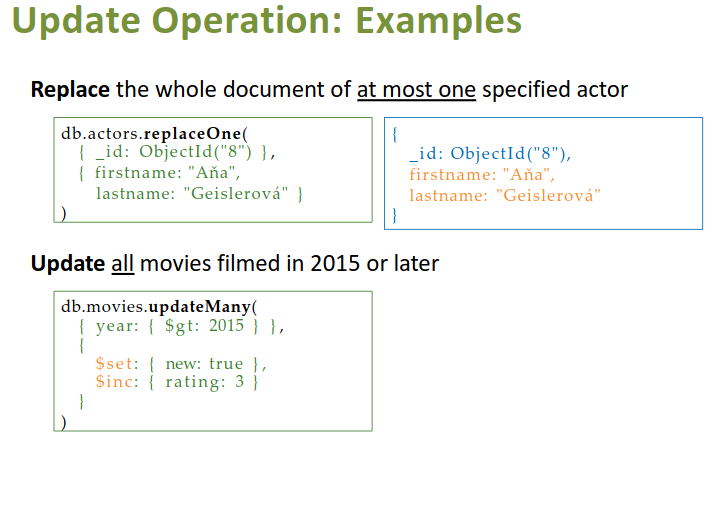 Update Operation: Examples
Replace the whole document of at most one specified actor
db.actors.replaceOne(
{ _id: ObjectId("8") },
{ firstname: "Aňa",
lastname: "Geislerová" }
)
{
_id: ObjectId("8"),
firstname: "Aňa",
lastname: "Geislerová"
}
Update all movies filmed in 2015 or later
db.movies.updateMany(
{ year: { $gt: 2015 } },
{
$set: { new: true },
$inc: { rating: 3 }
}
)